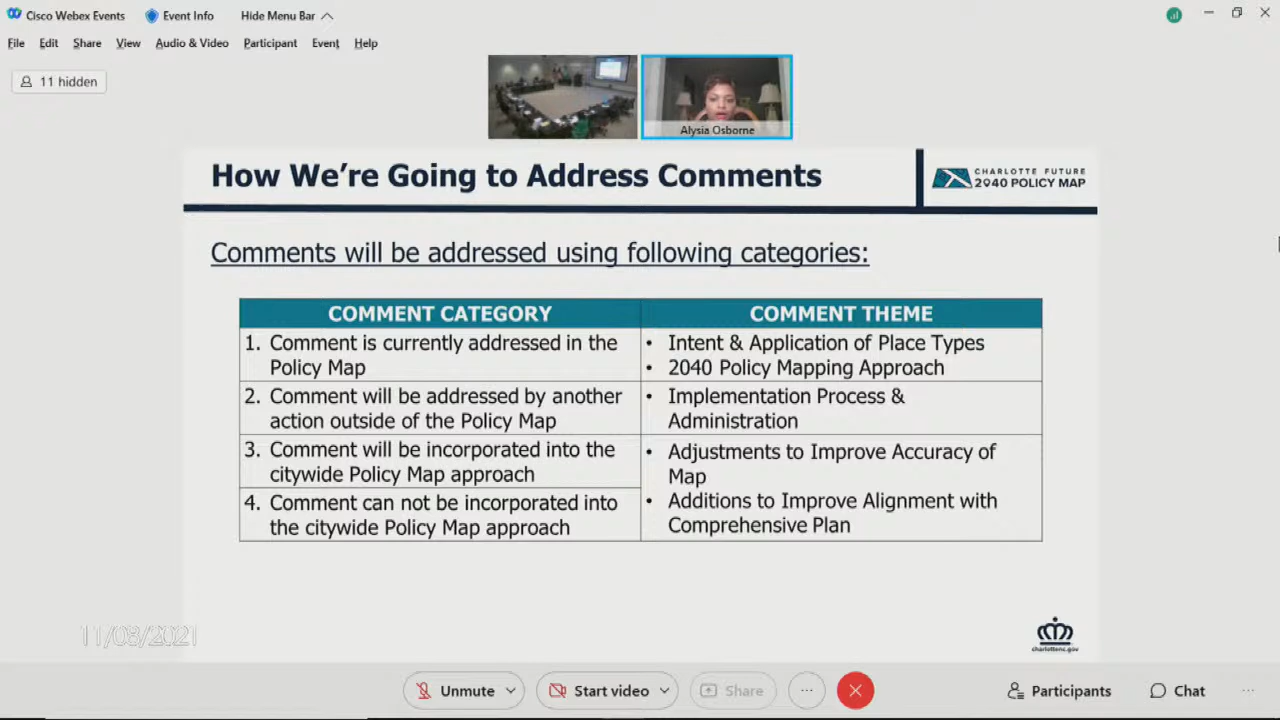 Cisco Webex Events
Event Info
Hide Menu Bar
File Edit Share View Audio & Video Participant Event Help
11 hidden
Alysia Osborne
How We're Going to Address Comments
CHARLOTTE FUTURE
2040 POLICY MAP
Comments will be addressed using following categories:
COMMENT CATEGORY
COMMENT THEME
1. Comment is currently addressed in the
Policy Map
• Intent & Application of Place Types
• 2040 Policy Mapping Approach
2. Comment will be addressed by another
action outside of the Policy Map
• Implementation Process &
Administration
3. Comment will be incorporated into the
citywide Policy Map approach
4. Comment can not be incorporated into
the citywide Policy Map approach
• Adjustments to Improve Accuracy of
Map
• Additions to Improve Alignment with
Comprehensive Plan
11/08/2021
charlottenc.gov
Unmute
Start video
Share
Participants
Chat